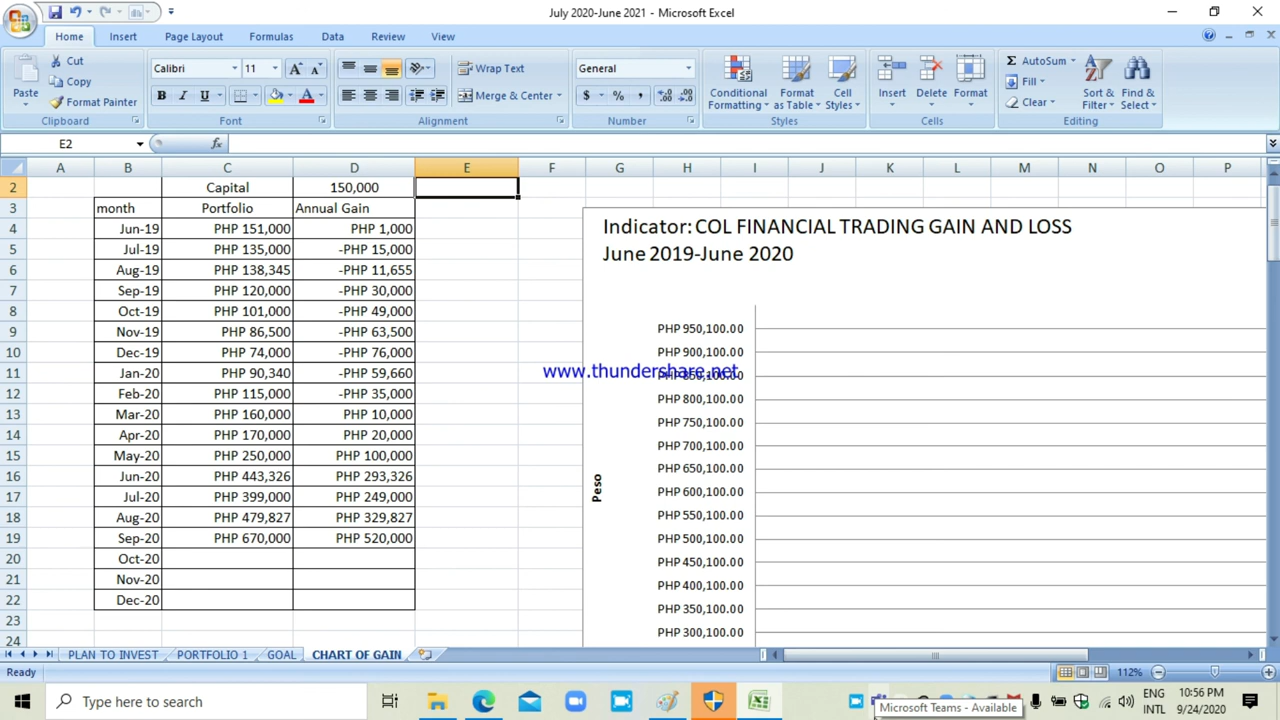 July 2020-June 2021 - Microsoft Excel
Home Insert Page Layout Formulas Data Review View
Paste
Cut
Copy
Format Painter
Clipboard
Calibri 11
Font
Wrap Text
Merge & Center
Alignment
General
Number
Conditional Formatting
Format as Table
Cell Styles
Styles
Insert
Delete
Format
Cells
AutoSum
Fill
Clear
Sort & Filter
Find & Select
Editing
E2 fx
A B C D E F G H I J K L M N O P
2 Capital 150,000
3 month Portfolio Annual Gain
4 Jun-19 PHP 151,000 PHP 1,000
5 Jul-19 PHP 135,000 -PHP 15,000
6 Aug-19 PHP 138,345 -PHP 11,655
7 Sep-19 PHP 120,000 -PHP 30,000
8 Oct-19 PHP 101,000 -PHP 49,000
9 Nov-19 PHP 86,500 -PHP 63,500
10 Dec-19 PHP 74,000 -PHP 76,000
11 Jan-20 PHP 90,340 -PHP 59,660
12 Feb-20 PHP 115,000 -PHP 35,000
13 Mar-20 PHP 160,000 PHP 10,000
14 Apr-20 PHP 170,000 PHP 20,000
15 May-20 PHP 250,000 PHP 100,000
16 Jun-20 PHP 443,326 PHP 293,326
17 Jul-20 PHP 399,000 PHP 249,000
18 Aug-20 PHP 479,827 PHP 329,827
19 Sep-20 PHP 670,000 PHP 520,000
20 Oct-20
21 Nov-20
22 Dec-20
23
24
Indicator: COL FINANCIAL TRADING GAIN AND LOSS
June 2019-June 2020
PHP 950,100.00
PHP 900,100.00
www.thundershare.net
PHP 850,100.00
PHP 800,100.00
PHP 750,100.00
PHP 700,100.00
PHP 650,100.00
PHP 600,100.00
PHP 550,100.00
PHP 500,100.00
PHP 450,100.00
PHP 400,100.00
PHP 350,100.00
PHP 300,100.00
Peso
PLAN TO INVEST PORTFOLIO 1 GOAL CHART OF GAIN
Ready 112%
Type here to search
Microsoft Teams - Available
ENG
INTL
10:56 PM
9/24/2020